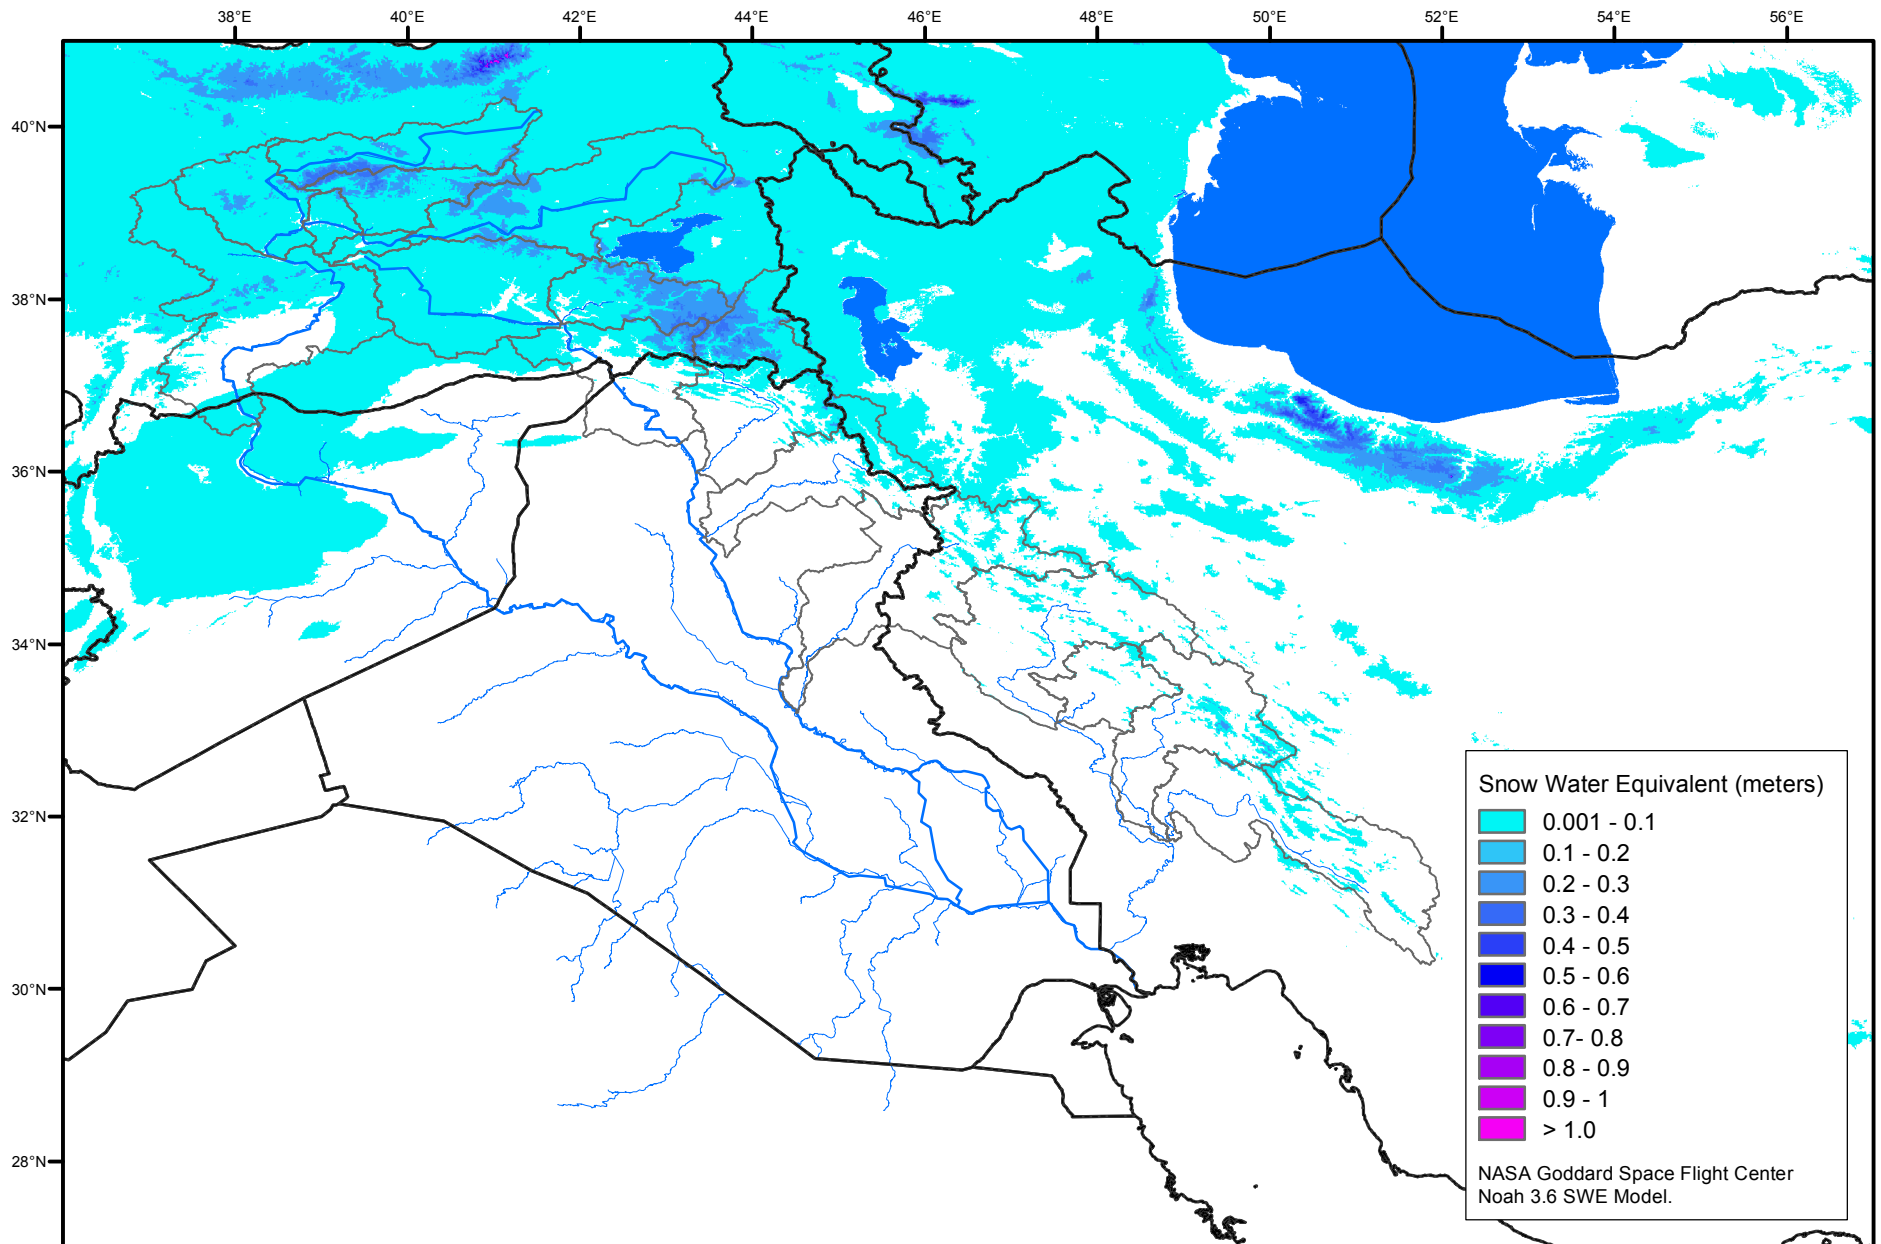 38°E 40°E 42°E 44°E 46°E 48°E 50°E 52°E 54°E 56°E
40°N
38°N
36°N
34°N
32°N
30°N
28°N
Snow Water Equivalent (meters)
0.001 - 0.1
0.1 - 0.2
0.2 - 0.3
0.3 - 0.4
0.4 - 0.5
0.5 - 0.6
0.6 - 0.7
0.7- 0.8
0.8 - 0.9
0.9 - 1
> 1.0
NASA Goddard Space Flight Center
Noah 3.6 SWE Model.